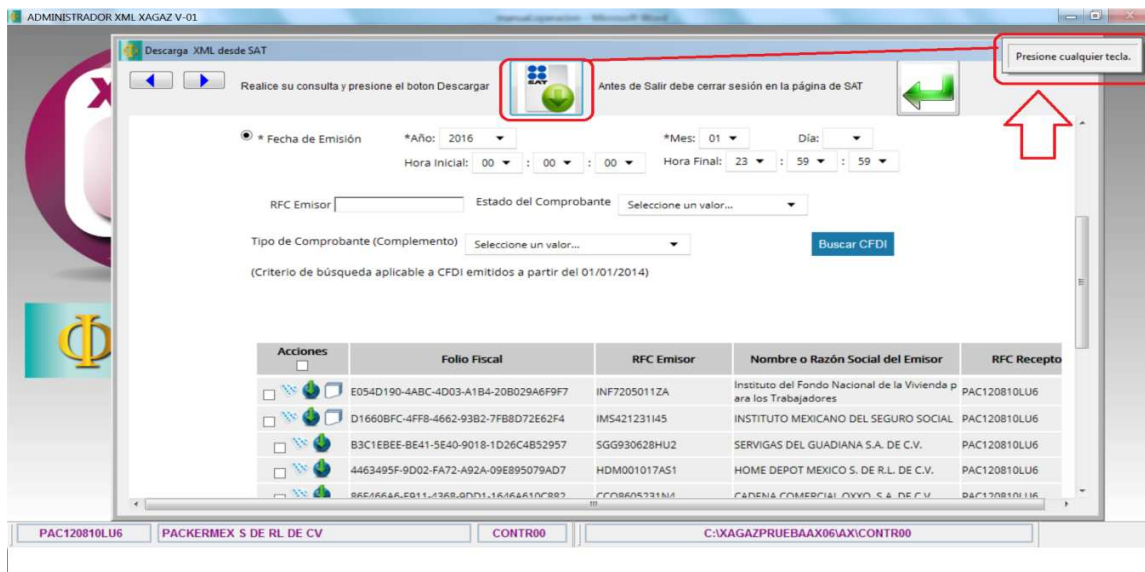 ADMINISTRADOR XML XAGAZ V-01
Descarga XML desde SAT
Presione cualquier tecla.
Realice su consulta y presione el boton Descargar
SAT
Antes de Salir debe cerrar sesión en la página de SAT
* Fecha de Emisión *Año: 2016 *Mes: 01 Día:
Hora Inicial: 00 : 00 : 00 Hora Final: 23 : 59 : 59
RFC Emisor Estado del Comprobante Seleccione un valor...
Tipo de Comprobante (Complemento) Seleccione un valor... Buscar CFDI
(Criterio de búsqueda aplicable a CFDI emitidos a partir del 01/01/2014)
Acciones Folio Fiscal RFC Emisor Nombre o Razón Social del Emisor RFC Recepto
E054D190-4ABC-4D03-A1B4-20B029A6F9F7 INF7205011ZA Instituto del Fondo Nacional de la Vivienda p
ara los Trabajadores PAC120810LU6
D1660BFC-4FF8-4662-93B2-7FB8D72E62F4 IMS421231I45 INSTITUTO MEXICANO DEL SEGURO SOCIAL PAC120810LU6
B3C1EBEE-BE41-5E40-9018-1D26C4B52957 SGG930628HU2 SERVIGAS DEL GUADIANA S.A. DE C.V. PAC120810LU6
4463495F-9D02-FA72-A92A-09E895079AD7 HDM001017AS1 HOME DEPOT MEXICO S. DE R.L. DE C.V. PAC120810LU6
86F466A6-F911-4368-9DD1-1646A610C882 CCO8605231N4 CADENA COMERCIAL OXXO, S.A. DE C.V. PAC120810LU6
PAC120810LU6 PACKERMEX S DE RL DE CV CONTR00 C:\XAGAZPRUEBAAX06\AX\CONTR00